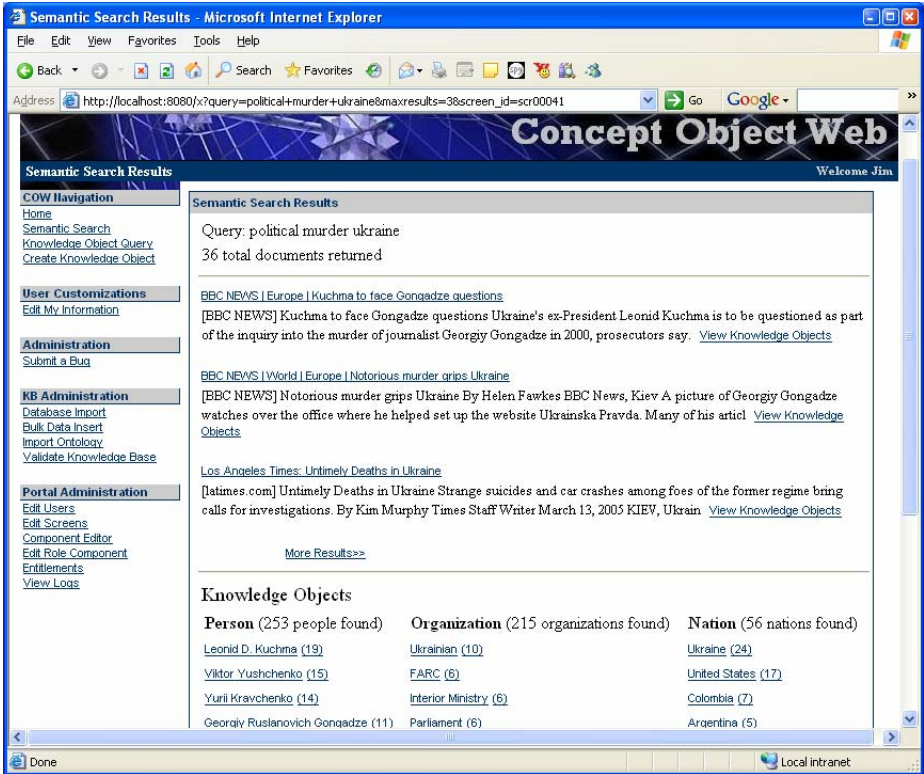 Semantic Search Results - Microsoft Internet Explorer
File Edit View Favorites Tools Help
Back Search Favorites
Address http://localhost:8080/x?query=political+murder+ukraine&maxresults=3&screen_id=scr00041 Go Google »
Concept Object Web
Semantic Search Results Welcome Jim
COW Navigation
Home
Semantic Search
Knowledge Object Query
Create Knowledge Object
User Customizations
Edit My Information
Administration
Submit a Bug
KB Administration
Database Import
Bulk Data Insert
Import Ontology
Validate Knowledge Base
Portal Administration
Edit Users
Edit Screens
Component Editor
Edit Role Component
Entitlements
View Logs
Semantic Search Results
Query: political murder ukraine
36 total documents returned
BBC NEWS | Europe | Kuchma to face Gongadze questions
[BBC NEWS] Kuchma to face Gongadze questions Ukraine's ex-President Leonid Kuchma is to be questioned as part
of the inquiry into the murder of journalist Georgiy Gongadze in 2000, prosecutors say. View Knowledge Objects
BBC NEWS | World | Europe | Notorious murder grips Ukraine
[BBC NEWS] Notorious murder grips Ukraine By Helen Fawkes BBC News, Kiev A picture of Georgiy Gongadze
watches over the office where he helped set up the website Ukrainska Pravda. Many of his articl View Knowledge
Objects
Los Angeles Times: Untimely Deaths in Ukraine
[latimes.com] Untimely Deaths in Ukraine Strange suicides and car crashes among foes of the former regime bring
calls for investigations. By Kim Murphy Times Staff Writer March 13, 2005 KIEV, Ukrain View Knowledge Objects
More Results>>
Knowledge Objects
Person (253 people found) Organization (215 organizations found) Nation (56 nations found)
Leonid D. Kuchma (19) Ukrainian (10) Ukraine (24)
Viktor Yushchenko (15) FARC (6) United States (17)
Yurii Kravchenko (14) Interior Ministry (6) Colombia (7)
Georgiy Ruslanovich Gongadze (11) Parliament (6) Argentina (5)
Done Local intranet